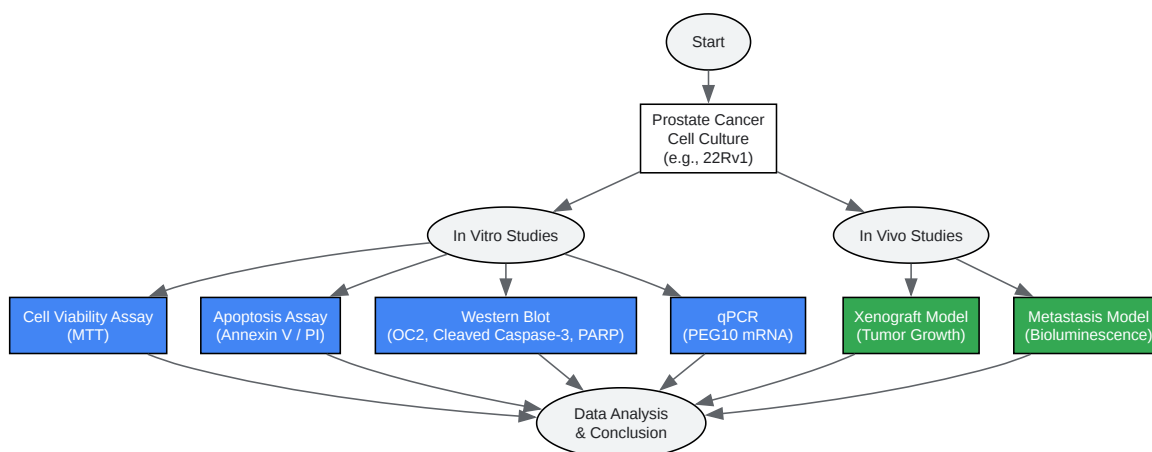 Start
Prostate Cancer
Cell Culture
(e.g., 22Rv1)
In Vitro Studies
In Vivo Studies
Cell Viability Assay
(MTT)
Apoptosis Assay
(Annexin V / PI)
Western Blot
(OC2, Cleaved Caspase-3, PARP)
qPCR
(PEG10 mRNA)
Xenograft Model
(Tumor Growth)
Metastasis Model
(Bioluminescence)
Data Analysis
& Conclusion